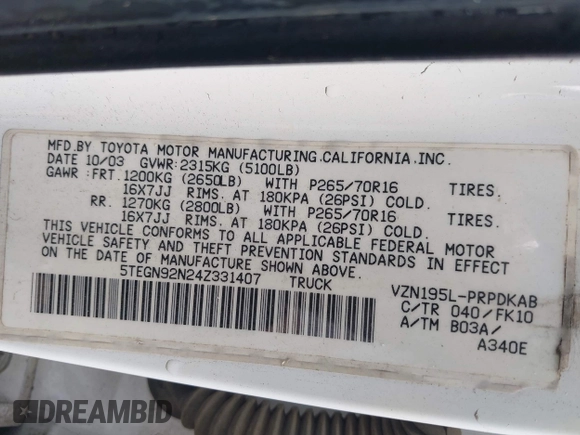 MFD.BY TOYOTA MOTOR MANUFACTURING.CALIFORNIA.INC.
DATE 10/03 GVWR:2315KG (5100LB)
GAWR :FRT.1200KG (2650LB) WITH P265/70R16 TIRES.
16X7JJ RIMS. AT 180KPA (26PSI) COLD.
RR. 1270KG (2800LB) WITH P265/70R16 TIRES.
16X7JJ RIMS. AT 180KPA (26PSI) COLD.
THIS VEHICLE CONFORMS TO ALL APPLICABLE FEDERAL MOTOR
VEHICLE SAFETY AND THEFT PREVENTION STANDARDS IN EFFECT
ON THE DATE OF MANUFACTURE SHOWN ABOVE.
5TEGN92N24Z331407 TRUCK
VZN195L-PRPDKAB
C/TR 040/FK10
A/TM B03A/
A340E
DREAMBID